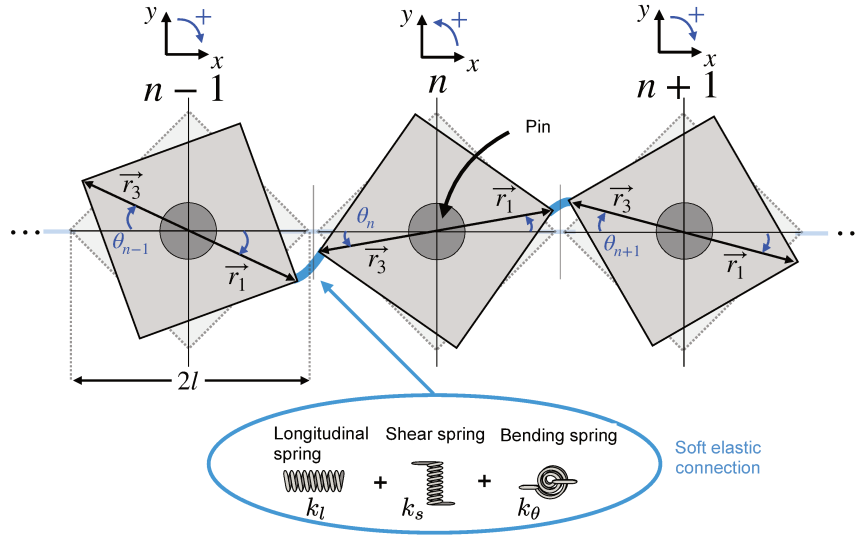 y + x
n − 1
y + x
n
y + x
n + 1
Pin
r₃⃗
θₙ₋₁
r₁⃗
θₙ
r₃⃗
r₁⃗
r₃⃗
θₙ₊₁
r₁⃗
...
...
2l
Longitudinal
spring
kₗ
+
Shear spring
kₛ
+
Bending spring
k_θ
Soft elastic
connection